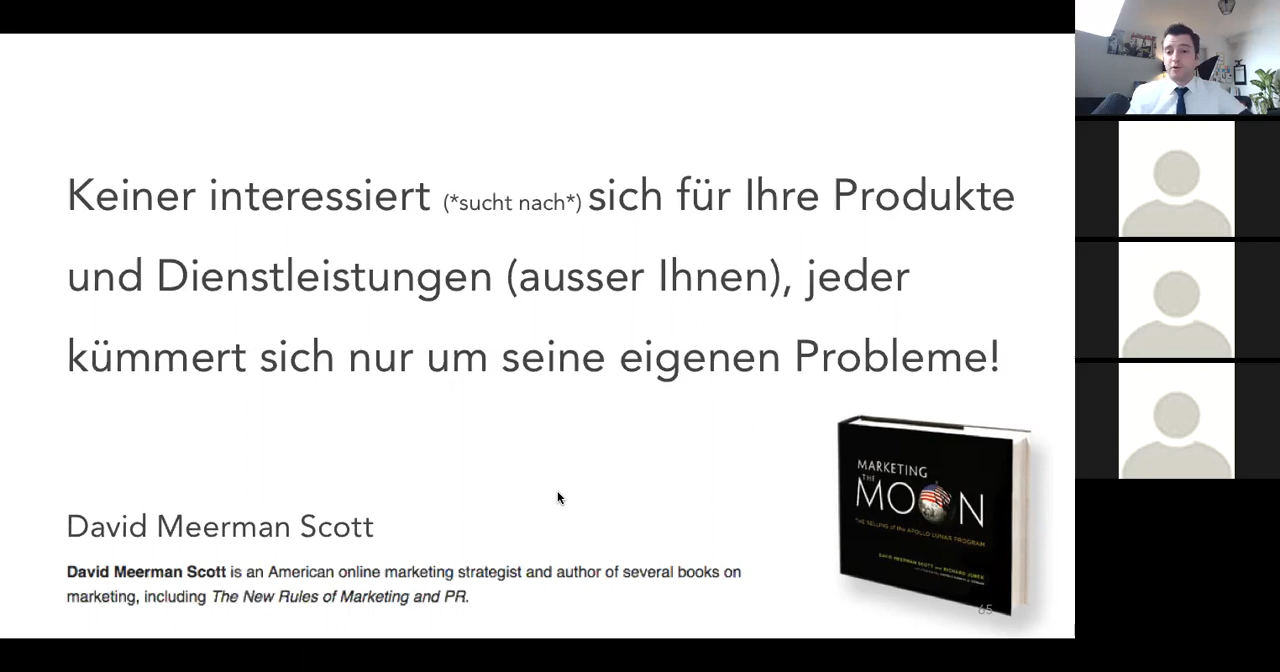 Keiner interessiert (*sucht nach*) sich für Ihre Produkte
und Dienstleistungen (ausser Ihnen), jeder
kümmert sich nur um seine eigenen Probleme!
MARKETING
THE
MOON
THE SELLING of the APOLLO LUNAR PROGRAM
DAVID MEERMAN SCOTT and RICHARD JUREK
David Meerman Scott
David Meerman Scott is an American online marketing strategist and author of several books on
marketing, including The New Rules of Marketing and PR.
65